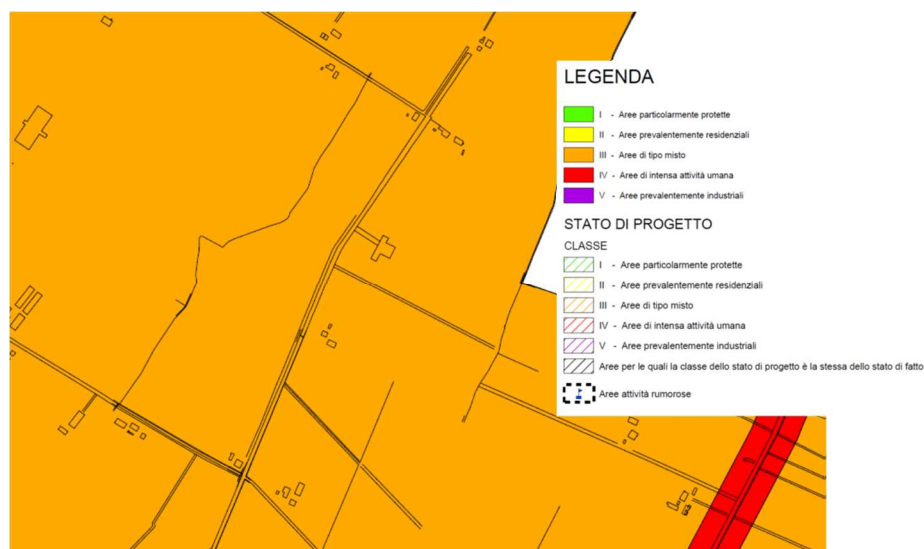 LEGENDA
I - Aree particolarmente protette
II - Aree prevalentemente residenziali
III - Aree di tipo misto
IV - Aree di intensa attività umana
V - Aree prevalentemente industriali
STATO DI PROGETTO
CLASSE
I - Aree particolarmente protette
II - Aree prevalentemente residenziali
III - Aree di tipo misto
IV - Aree di intensa attività umana
V - Aree prevalentemente industriali
Aree per le quali la classe dello stato di progetto è la stessa dello stato di fatto
Aree attività rumorose